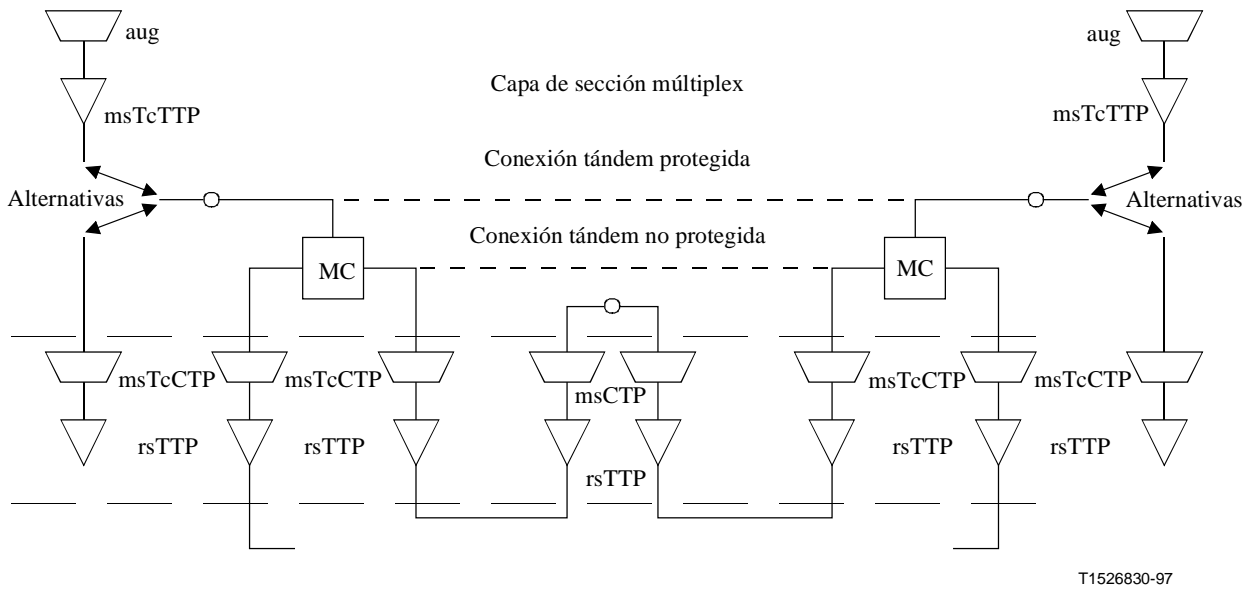 aug
aug
Capa de sección múltiplex
msTcTTP
msTcTTP
Conexión tándem protegida
Alternativas
Alternativas
Conexión tándem no protegida
MC
MC
msTcCTP
msTcCTP
msCTP
msTcCTP
msTcCTP
rsTTP
rsTTP
rsTTP
rsTTP
rsTTP
T1526830-97